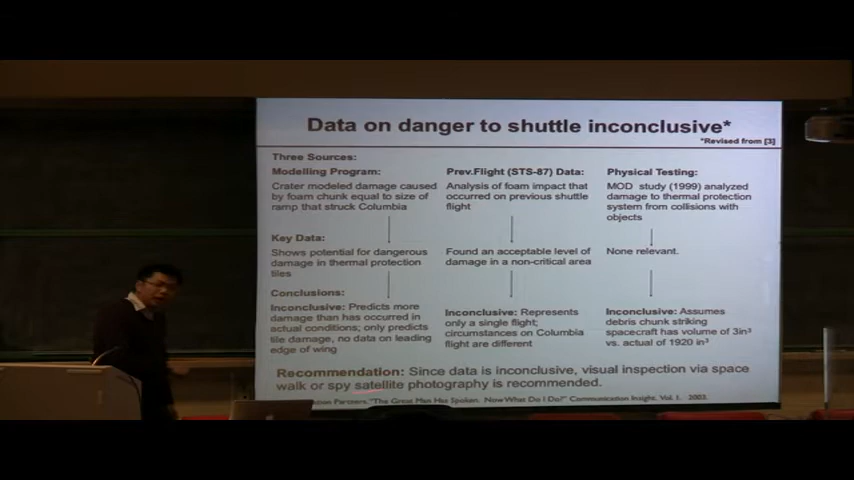 Data on danger to shuttle inconclusive*
*Revised from [3]
Three Sources:
Modelling Program:
Crater modeled damage caused
by foam chunk equal to size of
ramp that struck Columbia
Prev.Flight (STS-87) Data:
Analysis of foam impact that
occurred on previous shuttle
flight
Physical Testing:
MOD study (1999) analyzed
damage to thermal protection
system from collisions with
objects
Key Data:
Shows potential for dangerous
damage in thermal protection
tiles
Found an acceptable level of
damage in a non-critical area
None relevant.
Conclusions:
Inconclusive: Predicts more
damage than has occurred in
actual conditions; only predicts
tile damage, no data on leading
edge of wing
Inconclusive: Represents
only a single flight;
circumstances on Columbia
flight are different
Inconclusive: Assumes
debris chunk striking
spacecraft has volume of 3in³
vs. actual of 1920 in³
Recommendation: Since data is inconclusive, visual inspection via space
walk or spy satellite photography is recommended.
Partners, "The Great Man Has Spoken. Now What Do I Do?" Communication Insight. Vol. 1. 2003.